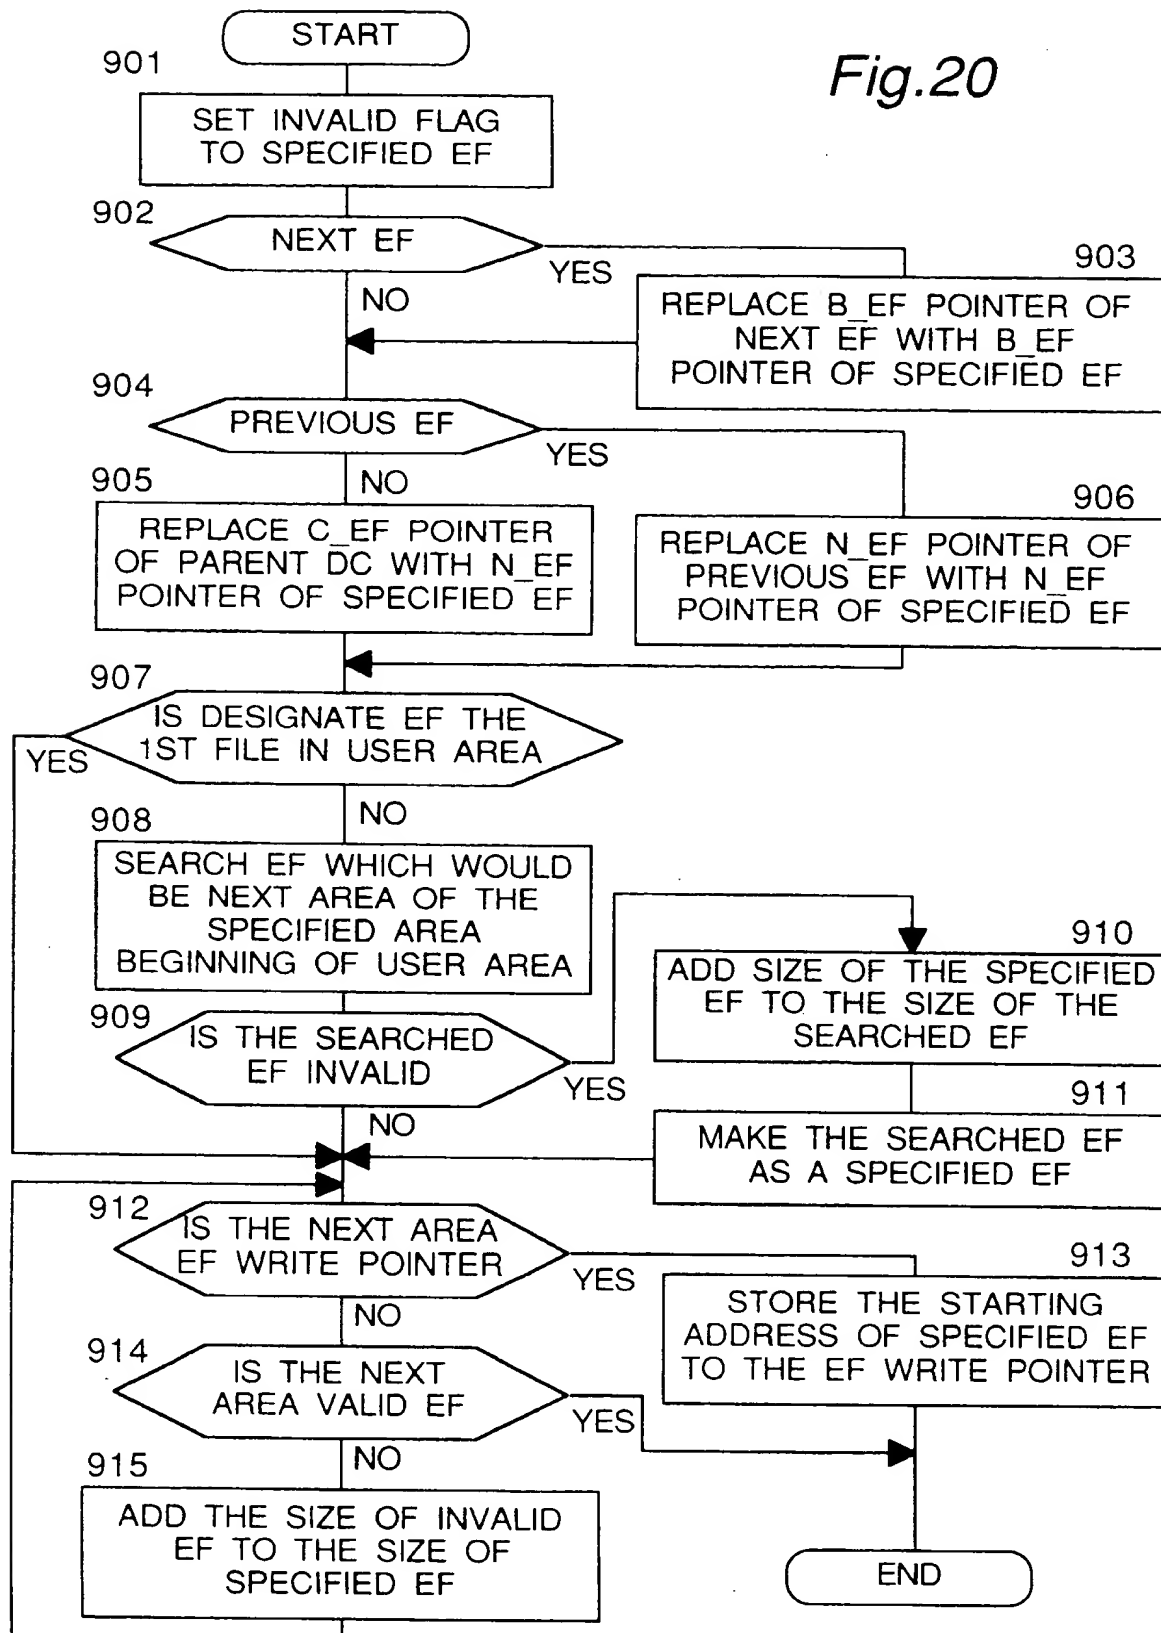 START
Fig.20
901
SET INVALID FLAG
TO SPECIFIED EF
902
NEXT EF
YES
NO
903
REPLACE B_EF POINTER OF
NEXT EF WITH B_EF
POINTER OF SPECIFIED EF
904
PREVIOUS EF
YES
NO
905
REPLACE C_EF POINTER
OF PARENT DC WITH N_EF
POINTER OF SPECIFIED EF
906
REPLACE N_EF POINTER OF
PREVIOUS EF WITH N_EF
POINTER OF SPECIFIED EF
907
IS DESIGNATE EF THE
1ST FILE IN USER AREA
YES
NO
908
SEARCH EF WHICH WOULD
BE NEXT AREA OF THE
SPECIFIED AREA
BEGINNING OF USER AREA
909
IS THE SEARCHED
EF INVALID
YES
NO
910
ADD SIZE OF THE SPECIFIED
EF TO THE SIZE OF THE
SEARCHED EF
911
MAKE THE SEARCHED EF
AS A SPECIFIED EF
912
IS THE NEXT AREA
EF WRITE POINTER
YES
NO
913
STORE THE STARTING
ADDRESS OF SPECIFIED EF
TO THE EF WRITE POINTER
914
IS THE NEXT
AREA VALID EF
YES
NO
915
ADD THE SIZE OF INVALID
EF TO THE SIZE OF
SPECIFIED EF
END